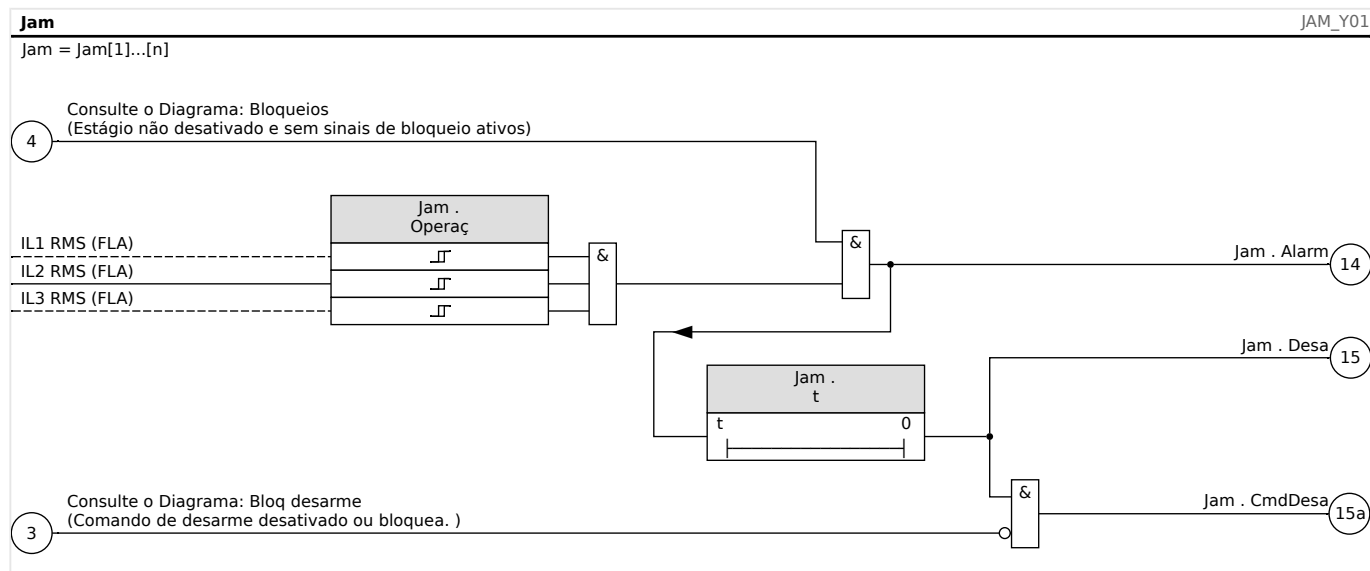 Jam
JAM_Y01
Jam = Jam[1]...[n]
Consulte o Diagrama: Bloqueios
(Estágio não desativado e sem sinais de bloqueio ativos)
4
Jam .
Operaç
IL1 RMS (FLA)
IL2 RMS (FLA)
IL3 RMS (FLA)
&
&
Jam . Alarm
14
Jam . Desa
15
Jam .
t
t 0
Consulte o Diagrama: Bloq desarme
(Comando de desarme desativado ou bloquea. )
3
&
Jam . CmdDesa
15a